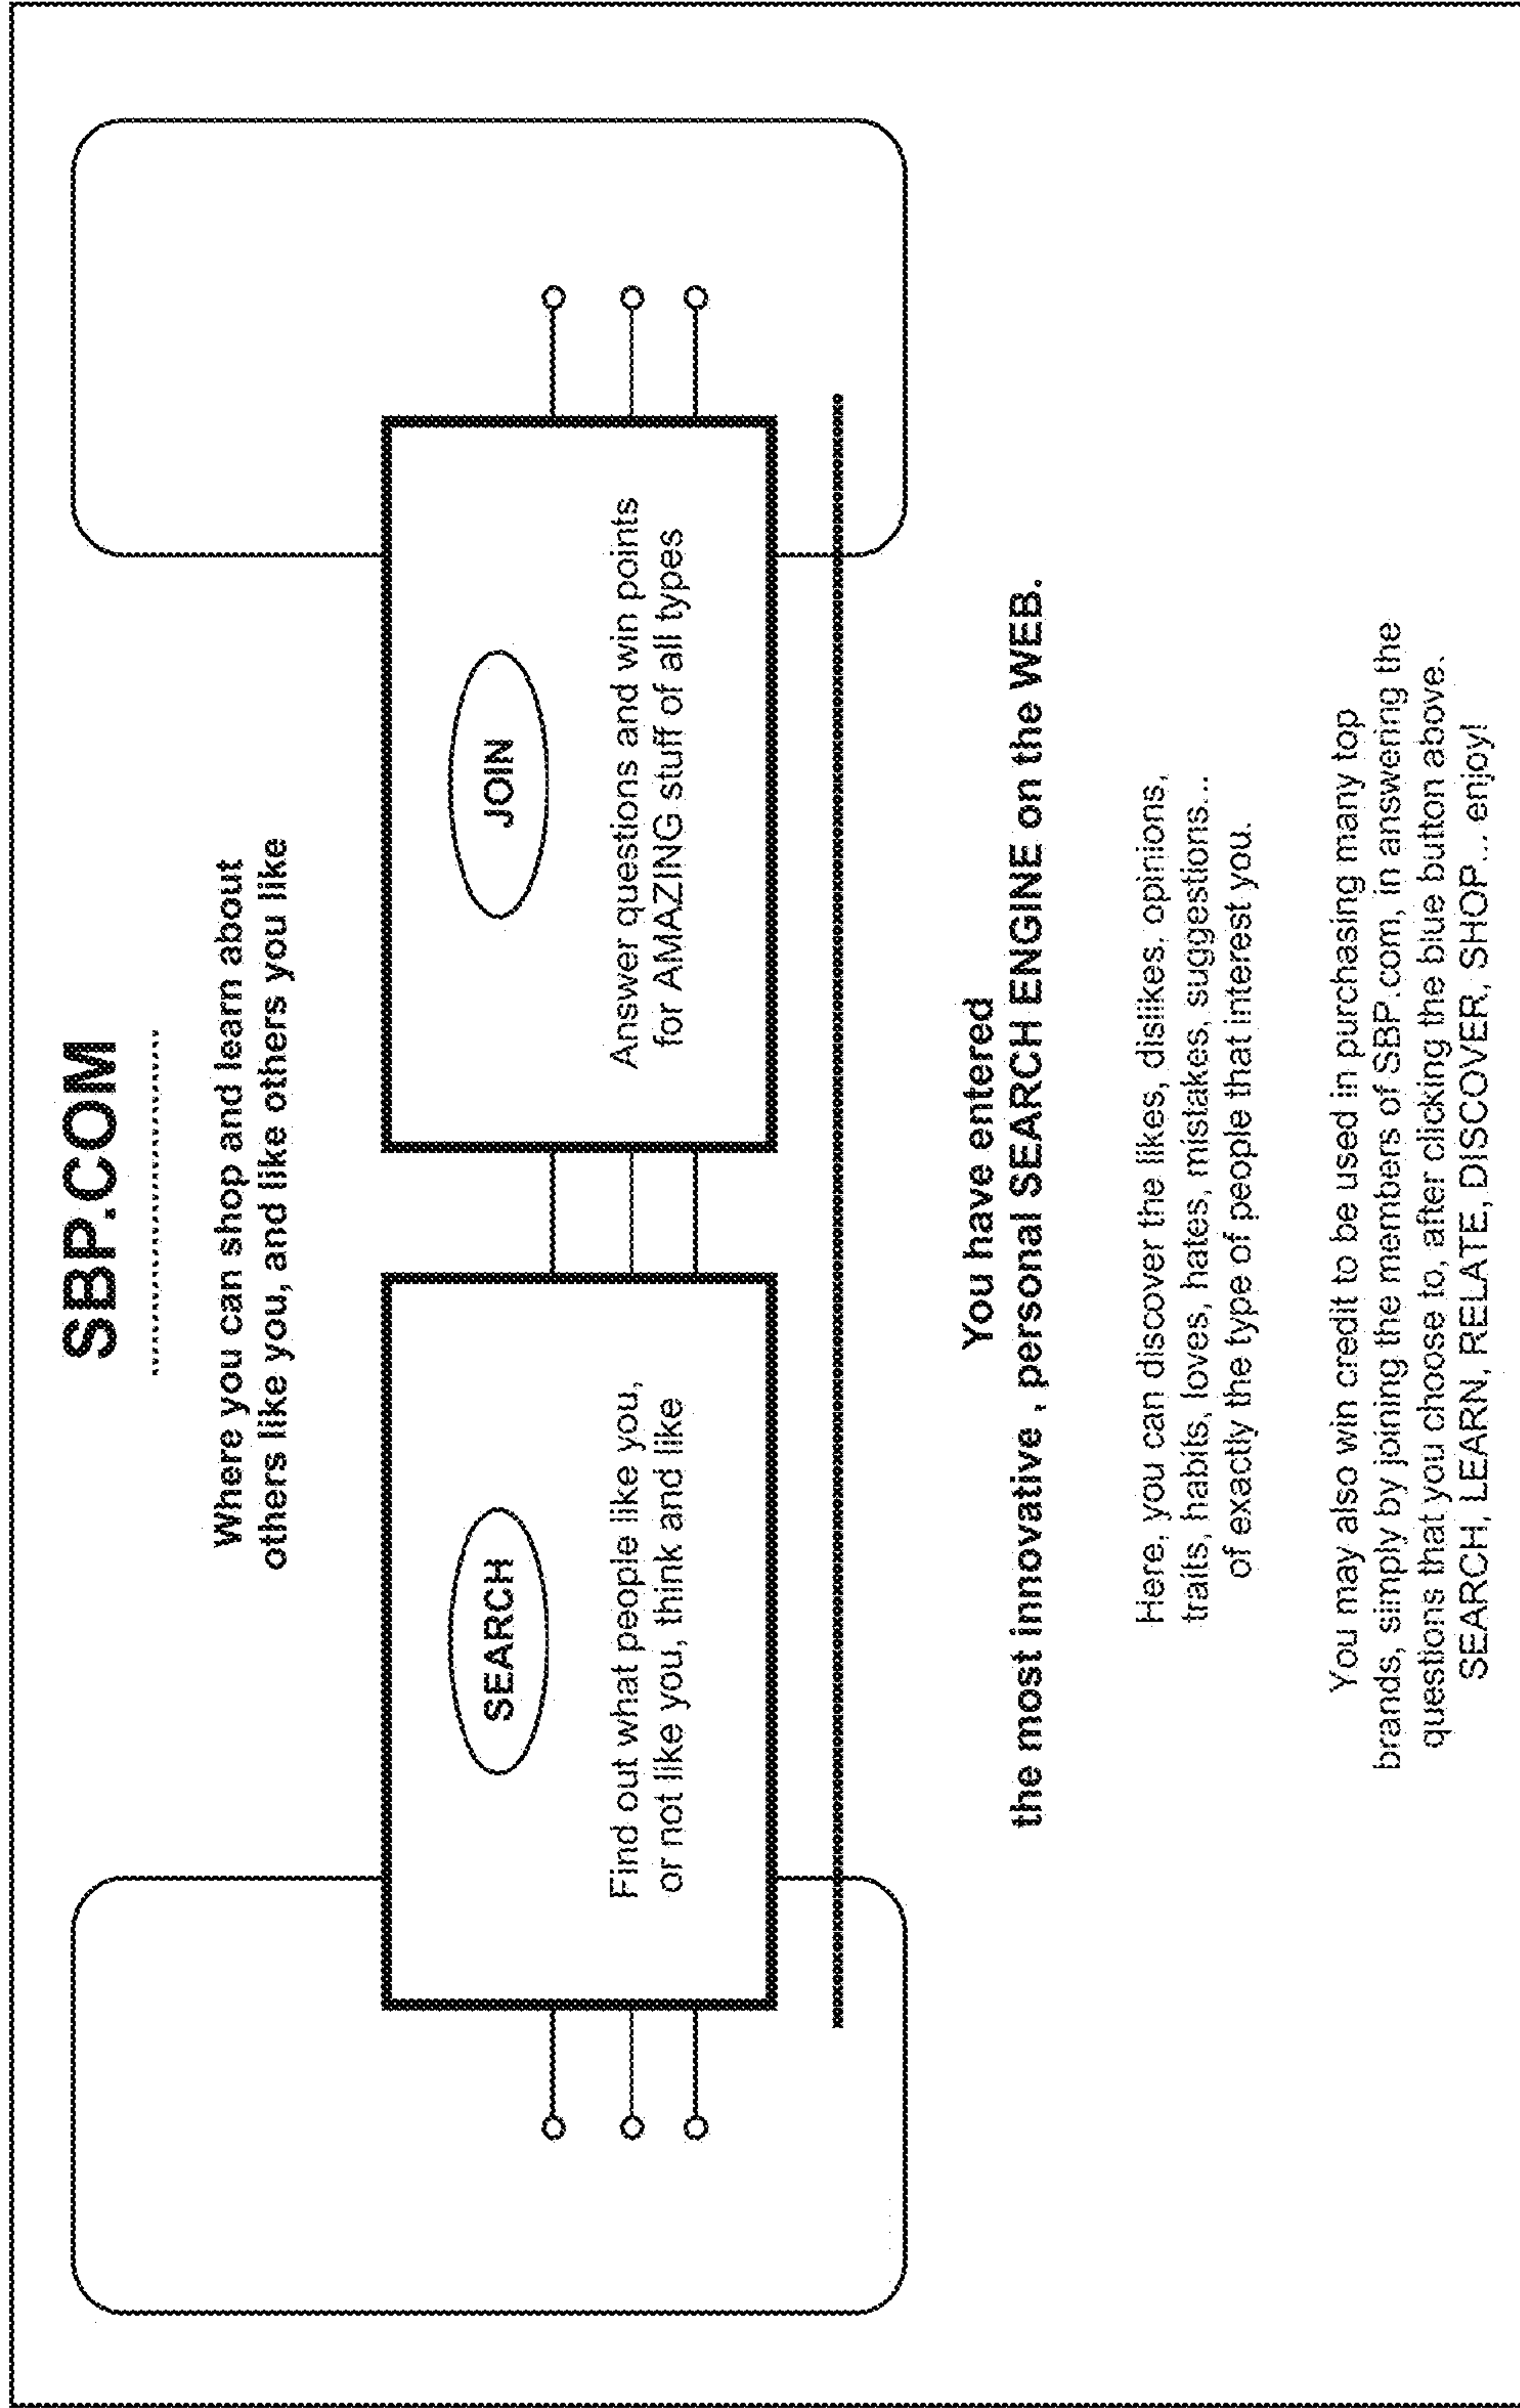 SBP.COM
Where you can shop and learn about
others like you, and like others you like
SEARCH
Find out what people like you,
or not like you, think and like
JOIN
Answer questions and win points
for AMAZING stuff of all types
You have entered
the most innovative , personal SEARCH ENGINE on the WEB.
Here, you can discover the likes, dislikes, opinions,
traits, habits, loves, hates, mistakes, suggestions...
of exactly the type of people that interest you.
You may also win credit to be used in purchasing many top
brands, simply by joining the members of SBP.com, in answering the
questions that you choose to, after clicking the blue button above.
SEARCH, LEARN, RELATE, DISCOVER, SHOP... enjoy!